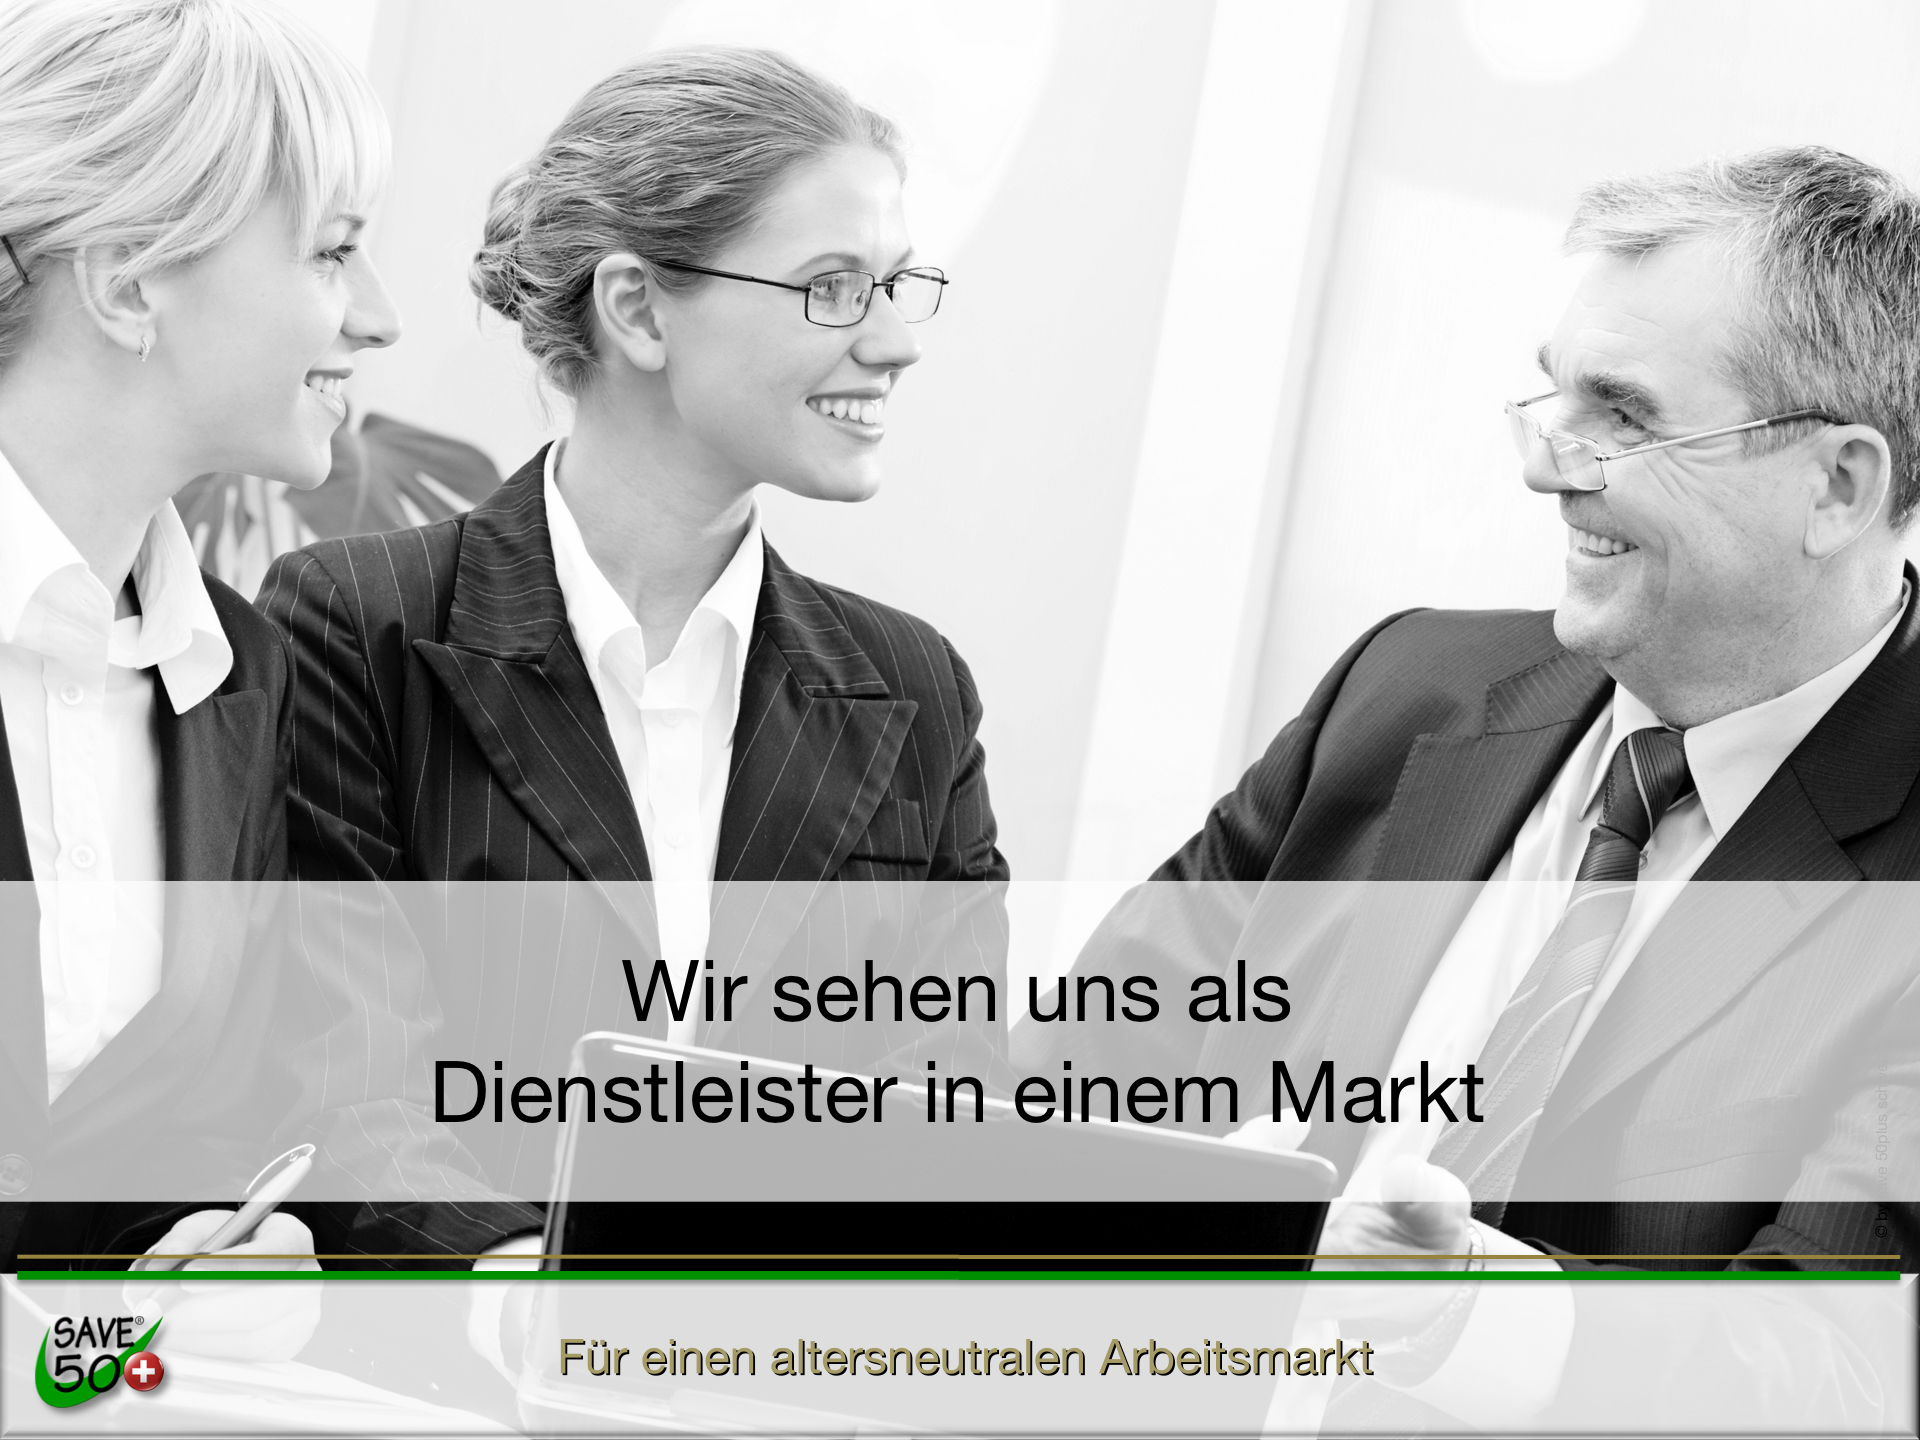 Wir sehen uns als
Dienstleister in einem Markt
SAVE®
50+
Für einen altersneutralen Arbeitsmarkt